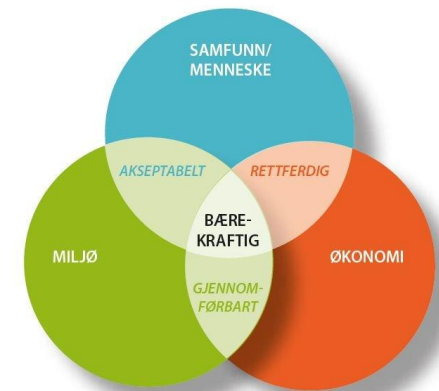 SAMFUNN/
MENNESKE
AKSEPTABELT
RETTFERDIG
BÆRE-
KRAFTIG
MILJØ
ØKONOMI
GJENNOM-
FØRBART